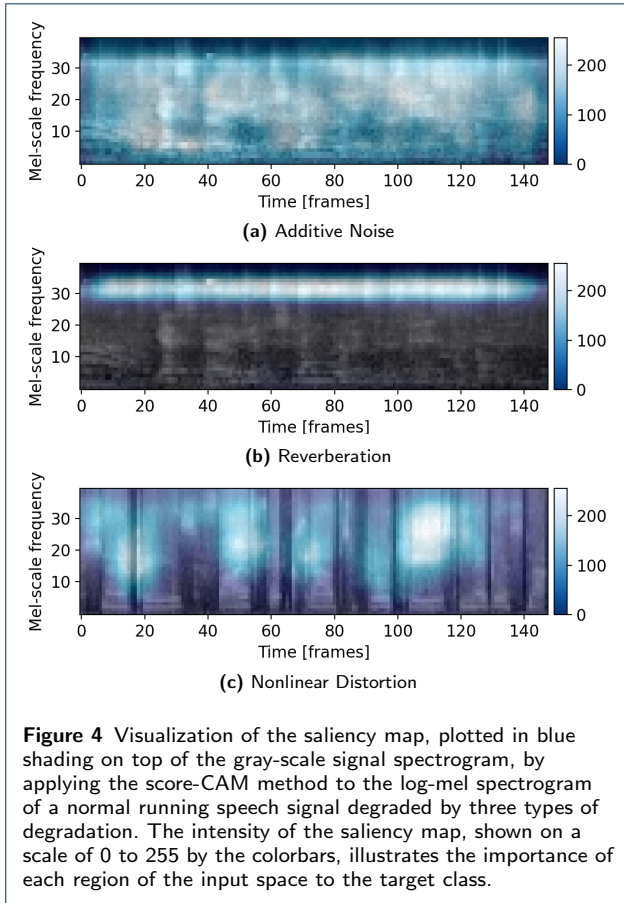 Mel-scale frequency
30
20
10
200
100
0
0 20 40 60 80 100 120 140
Time [frames]
(a) Additive Noise
Mel-scale frequency
30
20
10
200
100
0
0 20 40 60 80 100 120 140
Time [frames]
(b) Reverberation
Mel-scale frequency
30
20
10
200
100
0
0 20 40 60 80 100 120 140
Time [frames]
(c) Nonlinear Distortion
Figure 4 Visualization of the saliency map, plotted in blue
shading on top of the gray-scale signal spectrogram, by
applying the score-CAM method to the log-mel spectrogram
of a normal running speech signal degraded by three types of
degradation. The intensity of the saliency map, shown on a
scale of 0 to 255 by the colorbars, illustrates the importance of
each region of the input space to the target class.